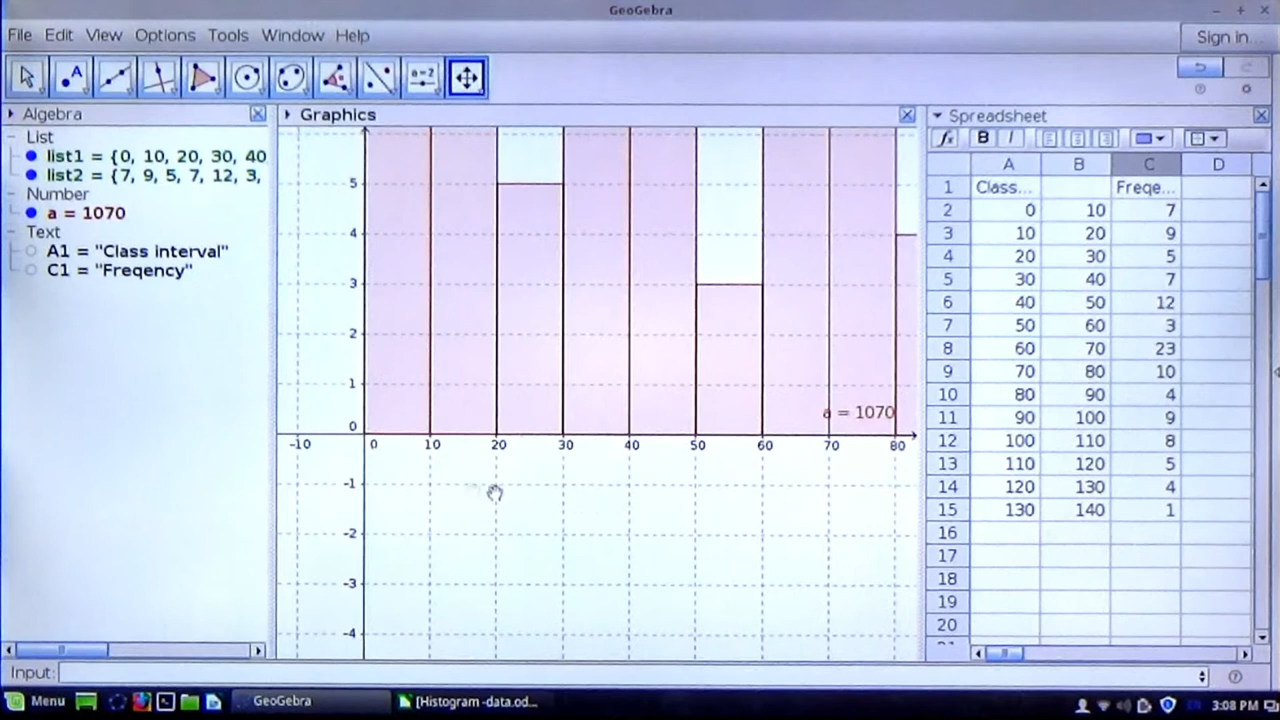 GeoGebra
File Edit View Options Tools Window Help
Sign in...
a=2
Algebra
Graphics
Spreadsheet
List
list1 = {0, 10, 20, 30, 40
list2 = {7, 9, 5, 7, 12, 3,
Number
a = 1070
Text
A1 = "Class interval"
C1 = "Freqency"
5
4
3
2
1
0
a = 1070
-10 0 10 20 30 40 50 60 70 80
-1
-2
-3
-4
fx B I
A B C D
1 Class... Freqe...
2 0 10 7
3 10 20 9
4 20 30 5
5 30 40 7
6 40 50 12
7 50 60 3
8 60 70 23
9 70 80 10
10 80 90 4
11 90 100 9
12 100 110 8
13 110 120 5
14 120 130 4
15 130 140 1
16
17
18
19
20
Input:
Menu GeoGebra [Histogram -data.od... 3:08 PM